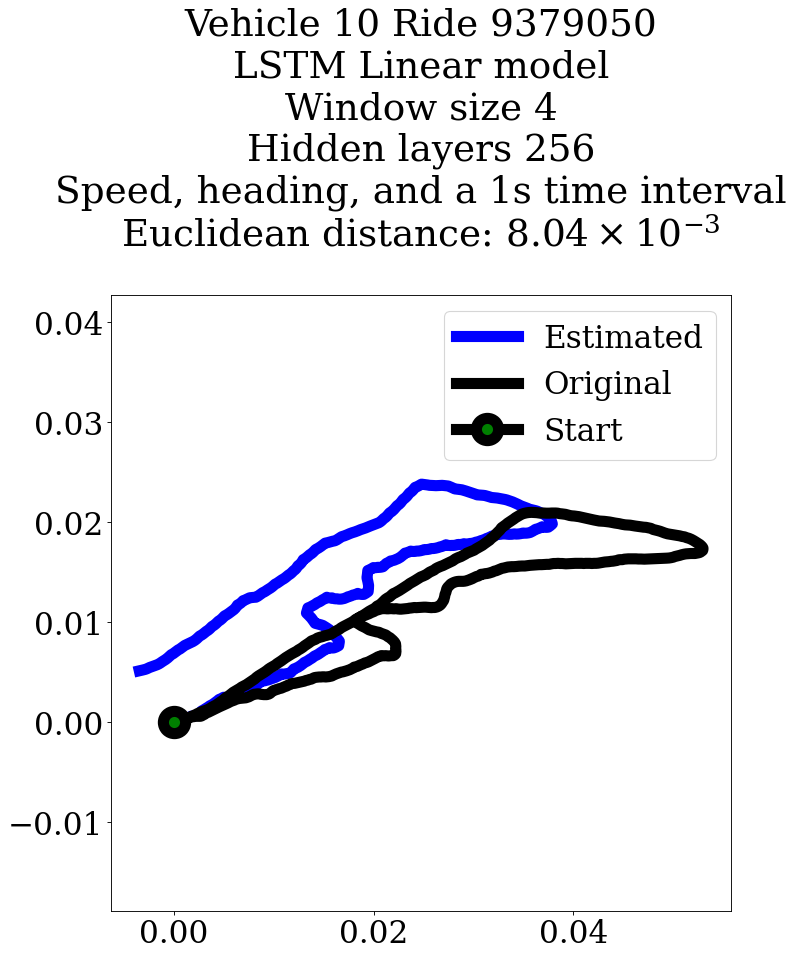 Vehicle 10 Ride 9379050
LSTM Linear model
Window size 4
Hidden layers 256
Speed, heading, and a 1s time interval
Euclidean distance: 8.04 × 10⁻³
Estimated
Original
Start
0.04
0.03
0.02
0.01
0.00
−0.01
0.00 0.02 0.04